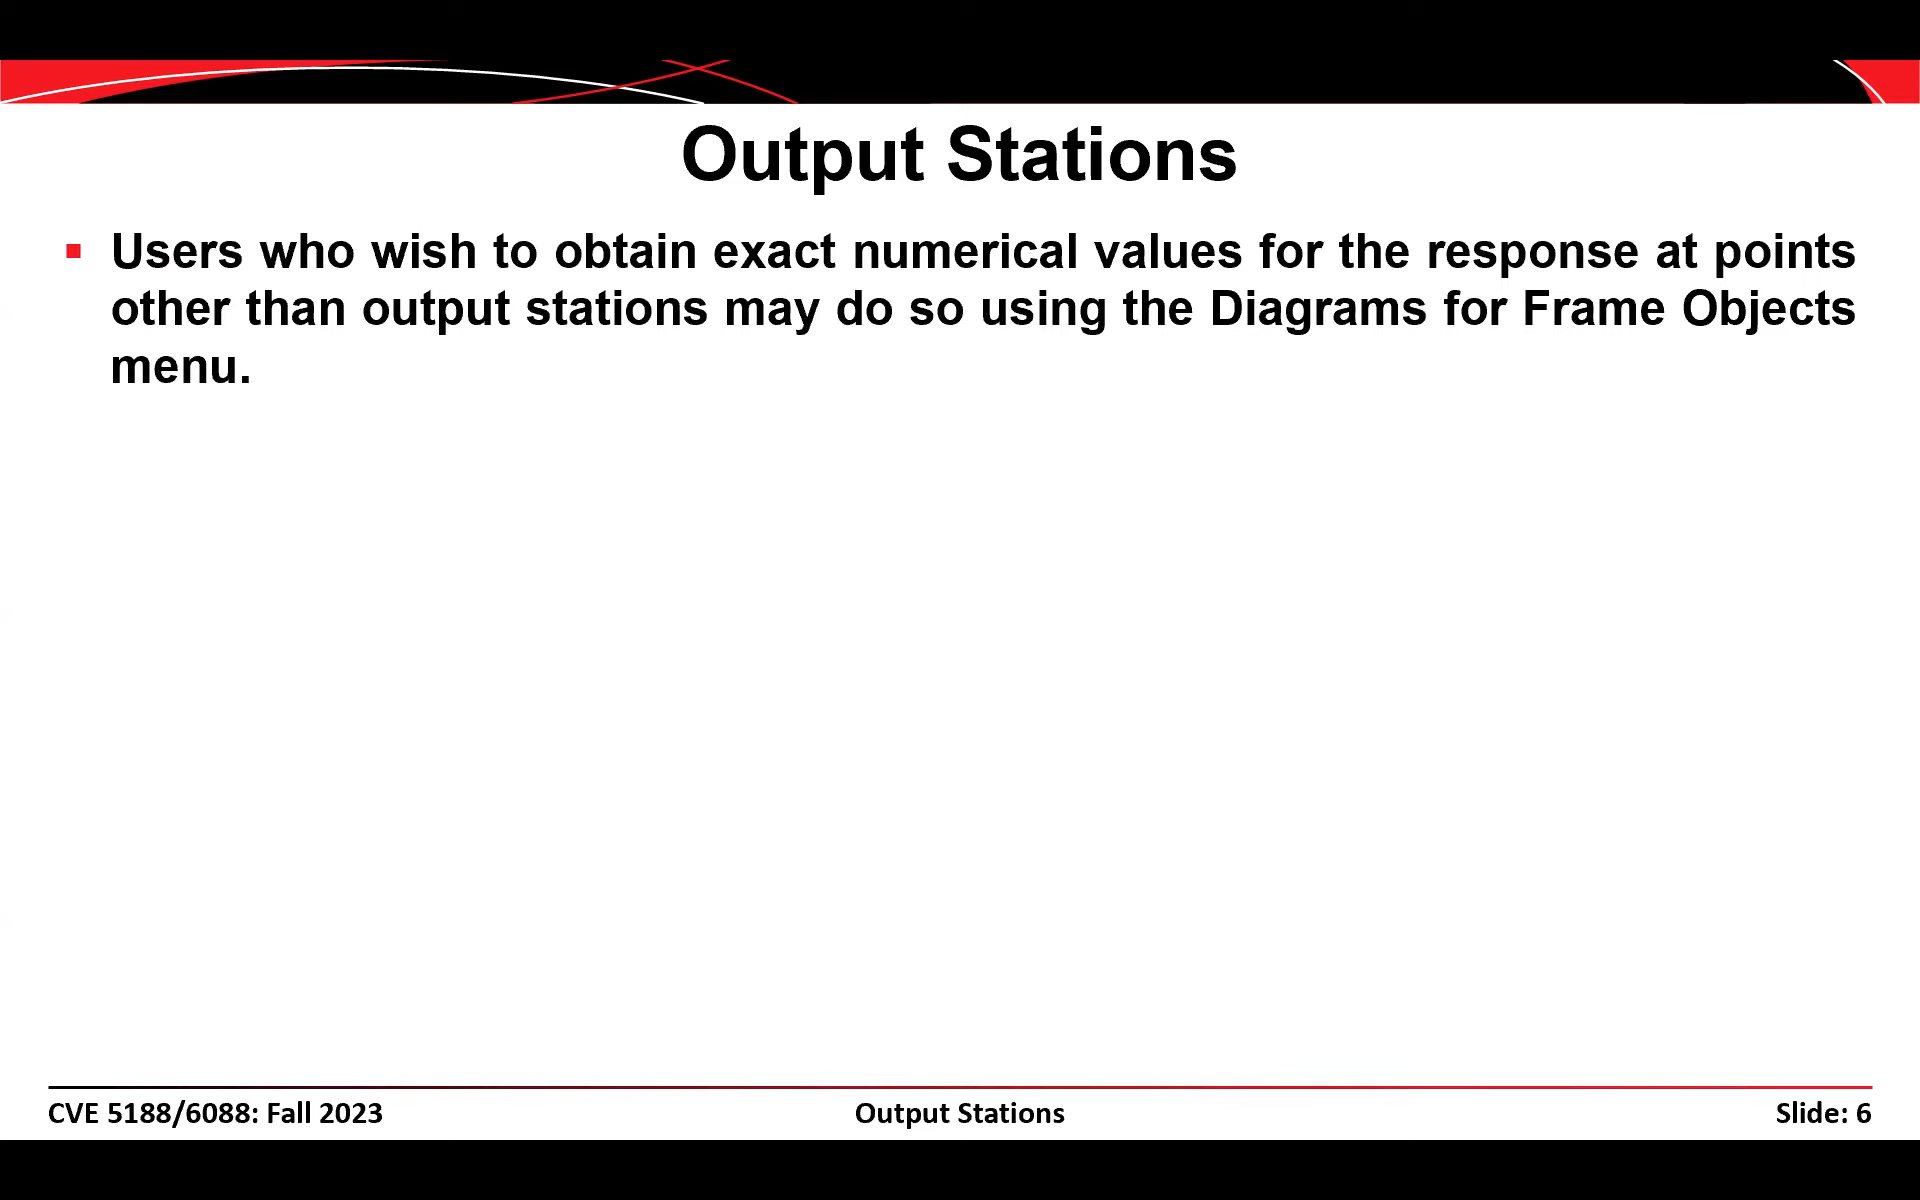 Output Stations
Users who wish to obtain exact numerical values for the response at points
other than output stations may do so using the Diagrams for Frame Objects
menu.
CVE 5188/6088: Fall 2023
Output Stations
Slide: 6